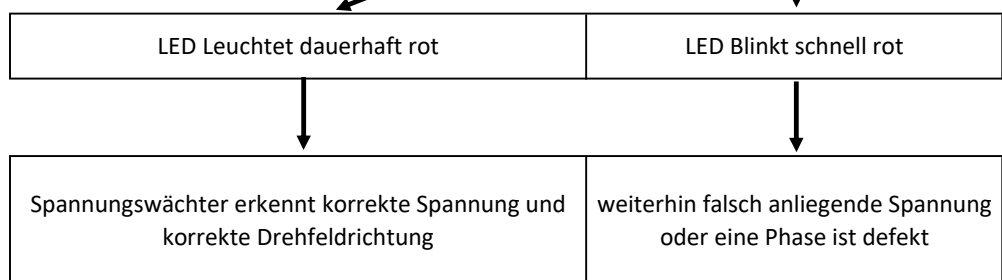 LED Leuchtet dauerhaft rot
LED Blinkt schnell rot
Spannungswächter erkennt korrekte Spannung und
korrekte Drehfeldrichtung
weiterhin falsch anliegende Spannung
oder eine Phase ist defekt